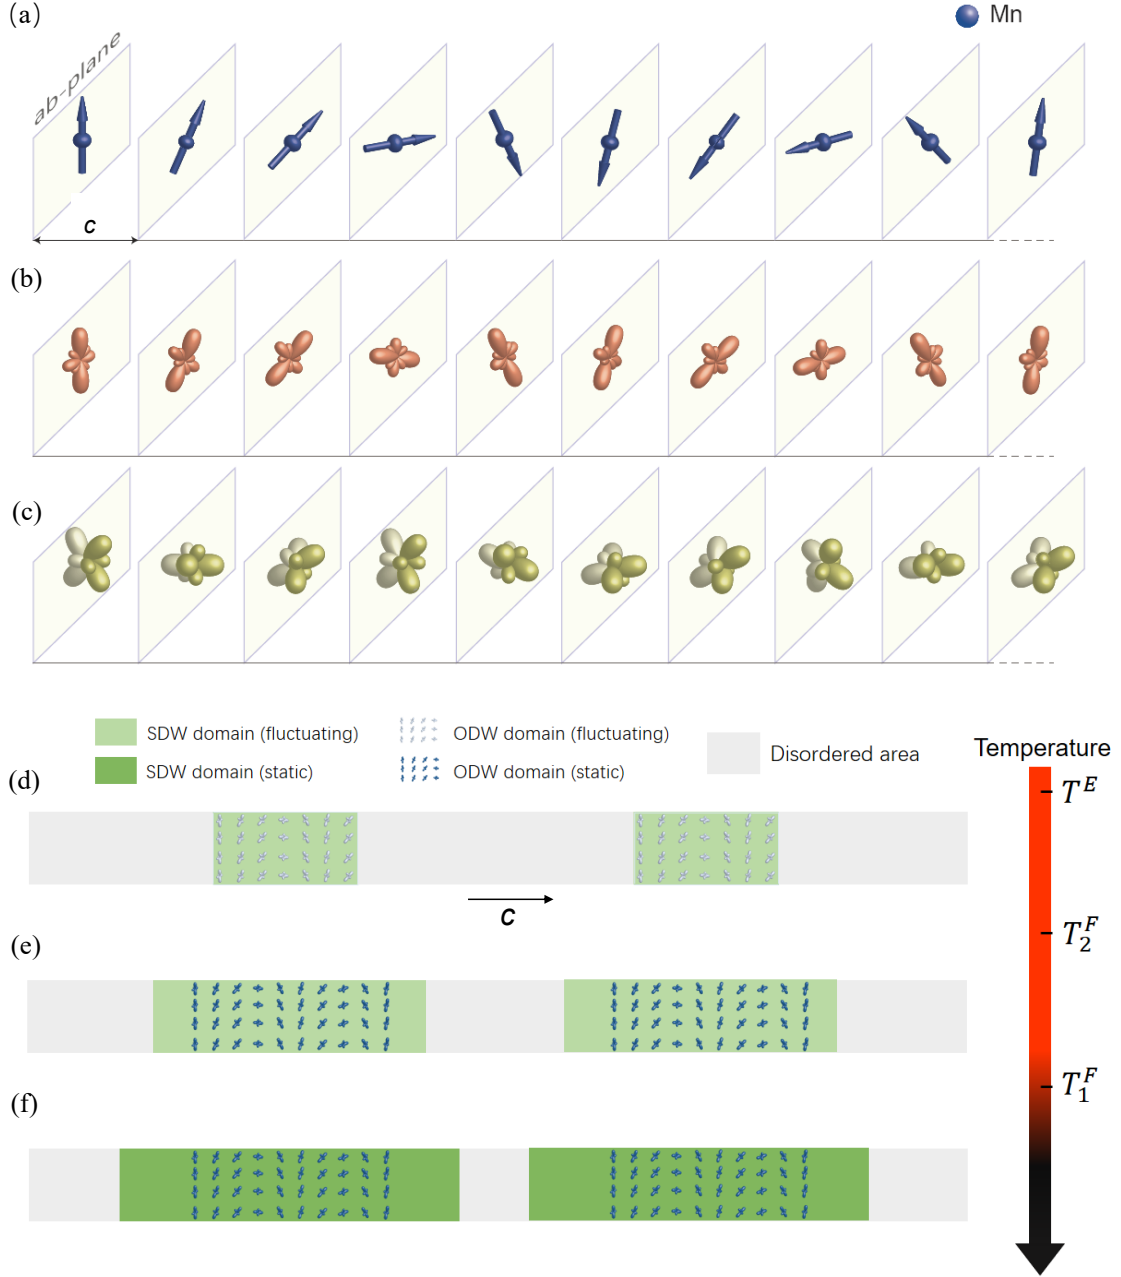 (a)
Mn
ab-plane
c
(b)
(c)
SDW domain (fluctuating)
ODW domain (fluctuating)
SDW domain (static)
ODW domain (static)
Disordered area
Temperature
(d)
T^E
c
T_2^F
(e)
T_1^F
(f)